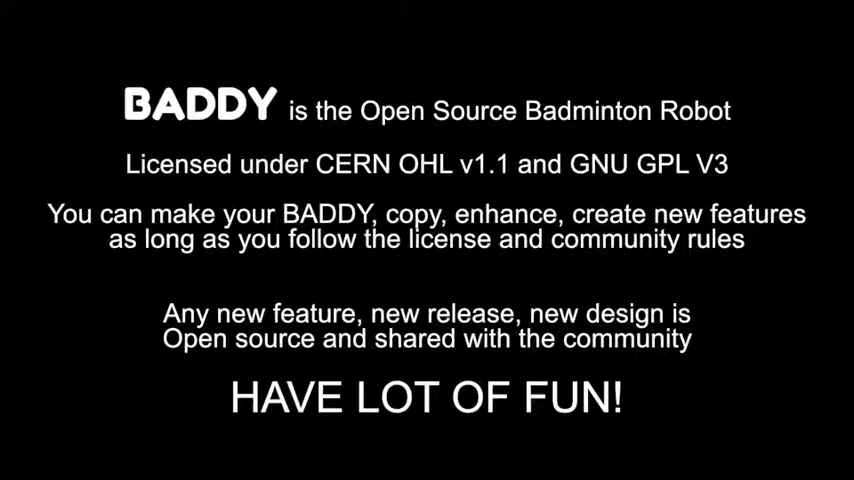 BADDY is the Open Source Badminton Robot
Licensed under CERN OHL v1.1 and GNU GPL V3
You can make your BADDY, copy, enhance, create new features
as long as you follow the license and community rules
Any new feature, new release, new design is
Open source and shared with the community
HAVE LOT OF FUN!